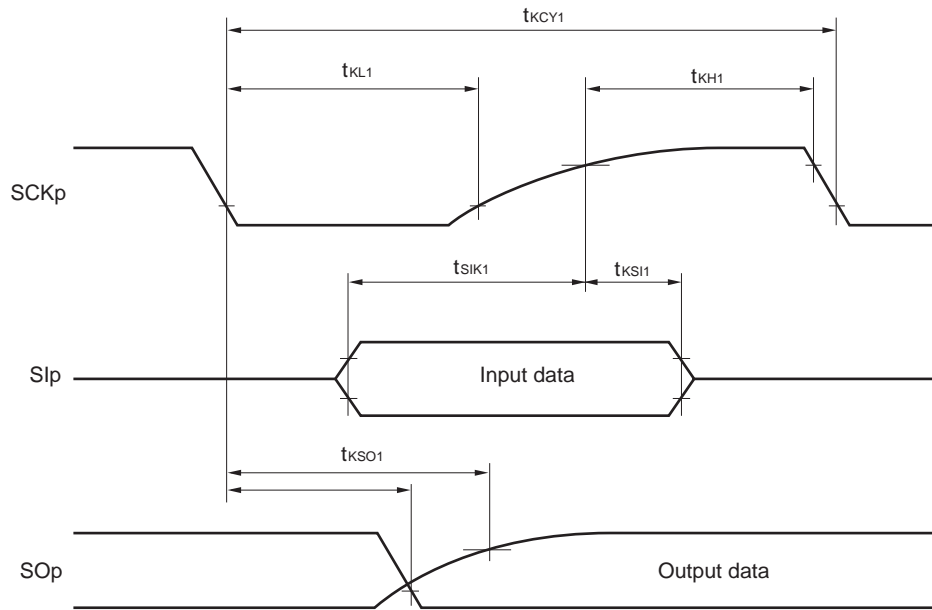 tKCY1
tKL1
tKH1
SCKp
tSIK1
tKSI1
SIp
Input data
tKSO1
SOp
Output data